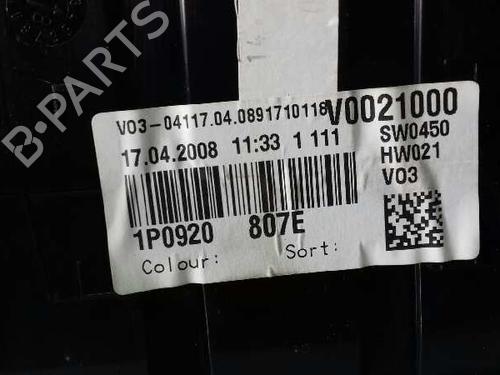 V03-04117.04.0891710118
V0021000
17.04.2008 11:33 1 111
SW0450
HW021
V03
1P0920 807E
Colour: Sort:
B-PARTS